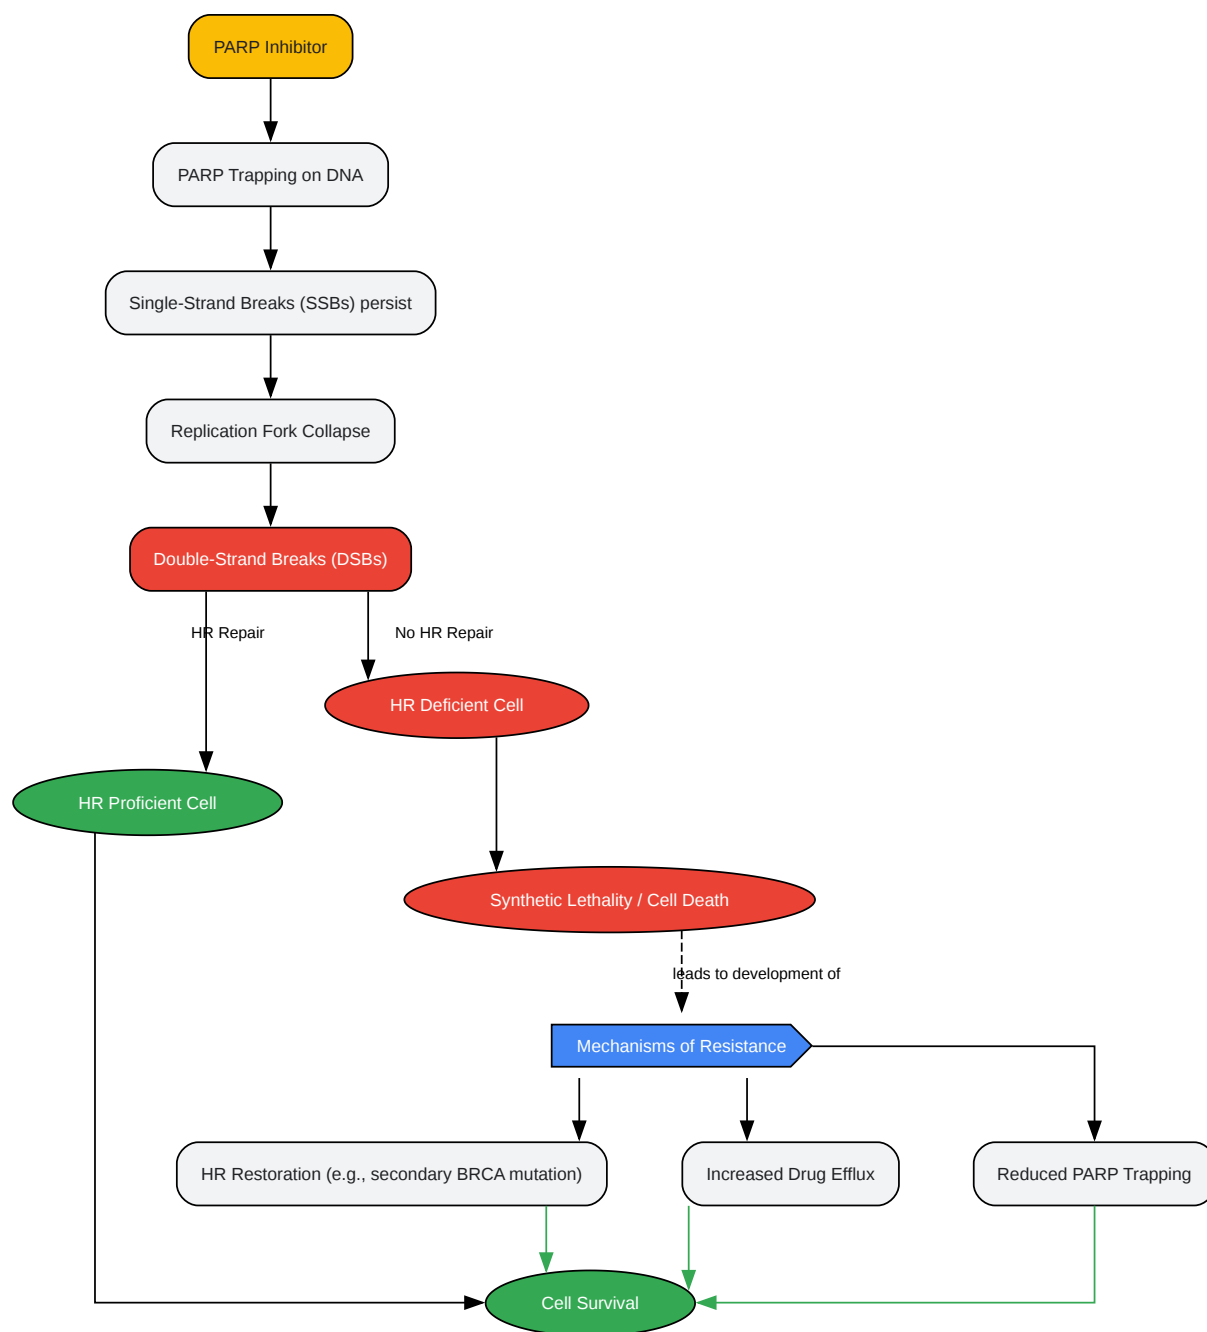 PARP Inhibitor
PARP Trapping on DNA
Single-Strand Breaks (SSBs) persist
Replication Fork Collapse
Double-Strand Breaks (DSBs)
HR Repair
No HR Repair
HR Deficient Cell
HR Proficient Cell
Synthetic Lethality / Cell Death
leads to development of
Mechanisms of Resistance
HR Restoration (e.g., secondary BRCA mutation)
Increased Drug Efflux
Reduced PARP Trapping
Cell Survival